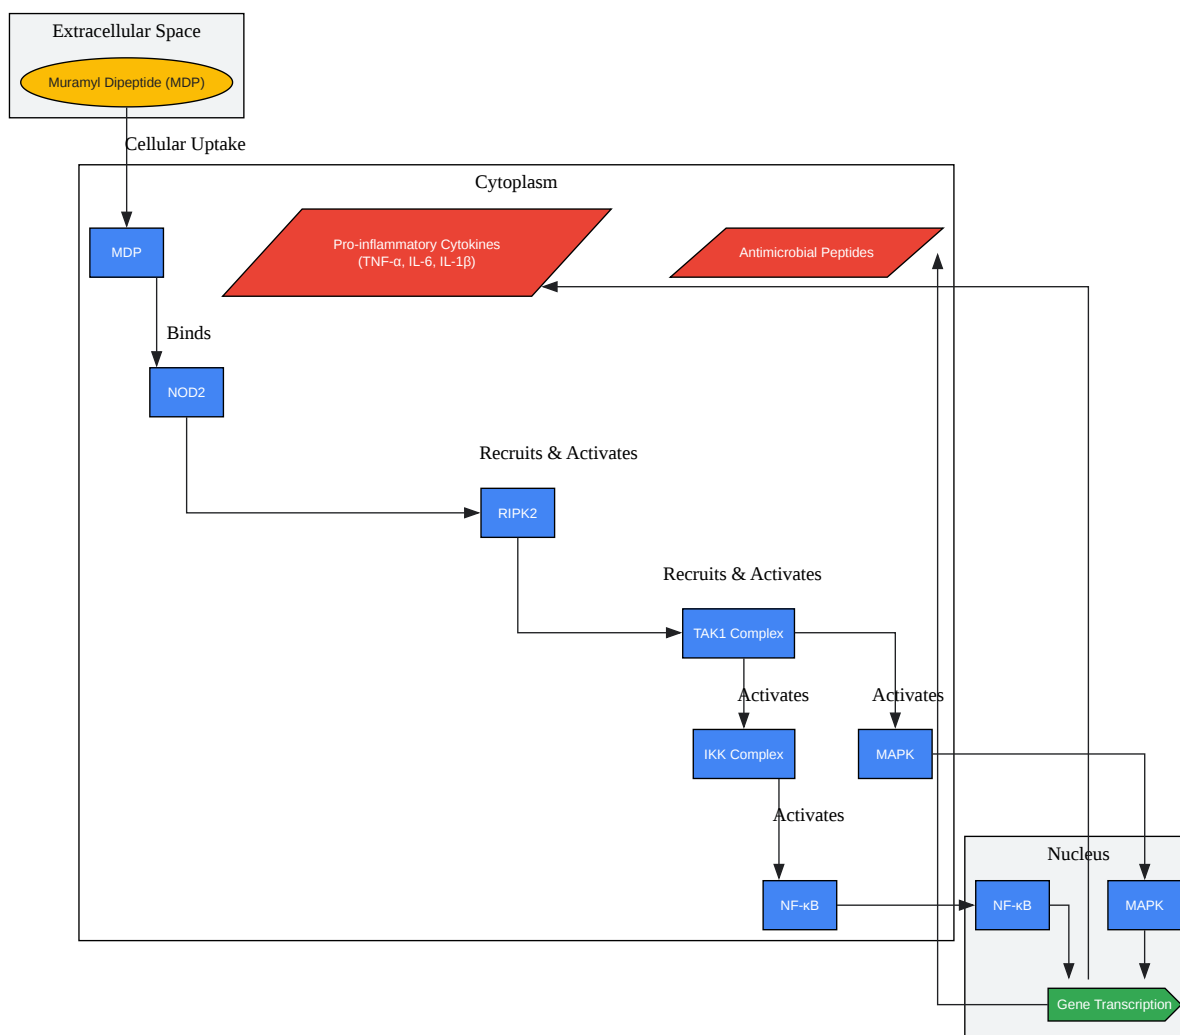 Extracellular Space
Muramyl Dipeptide (MDP)
Cellular Uptake
Cytoplasm
MDP
Pro-inflammatory Cytokines
(TNF-α, IL-6, IL-1β)
Antimicrobial Peptides
Binds
NOD2
Recruits & Activates
RIPK2
Recruits & Activates
TAK1 Complex
Activates
Activates
IKK Complex
MAPK
Activates
Nucleus
NF-κB
NF-κB
MAPK
Gene Transcription